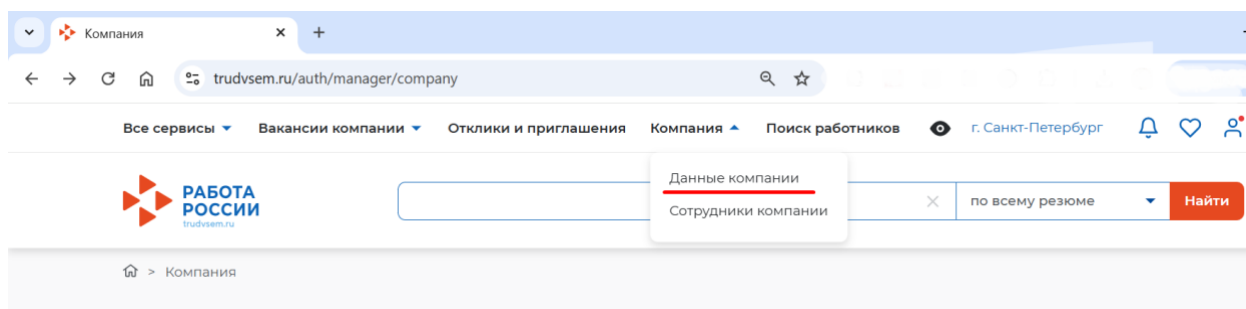 Компания
trudvsem.ru/auth/manager/company
Все сервисы Вакансии компании Отклики и приглашения Компания Поиск работников г. Санкт-Петербург
Данные компании
Сотрудники компании
РАБОТА
РОССИИ
trudvsem.ru
по всему резюме Найти
> Компания